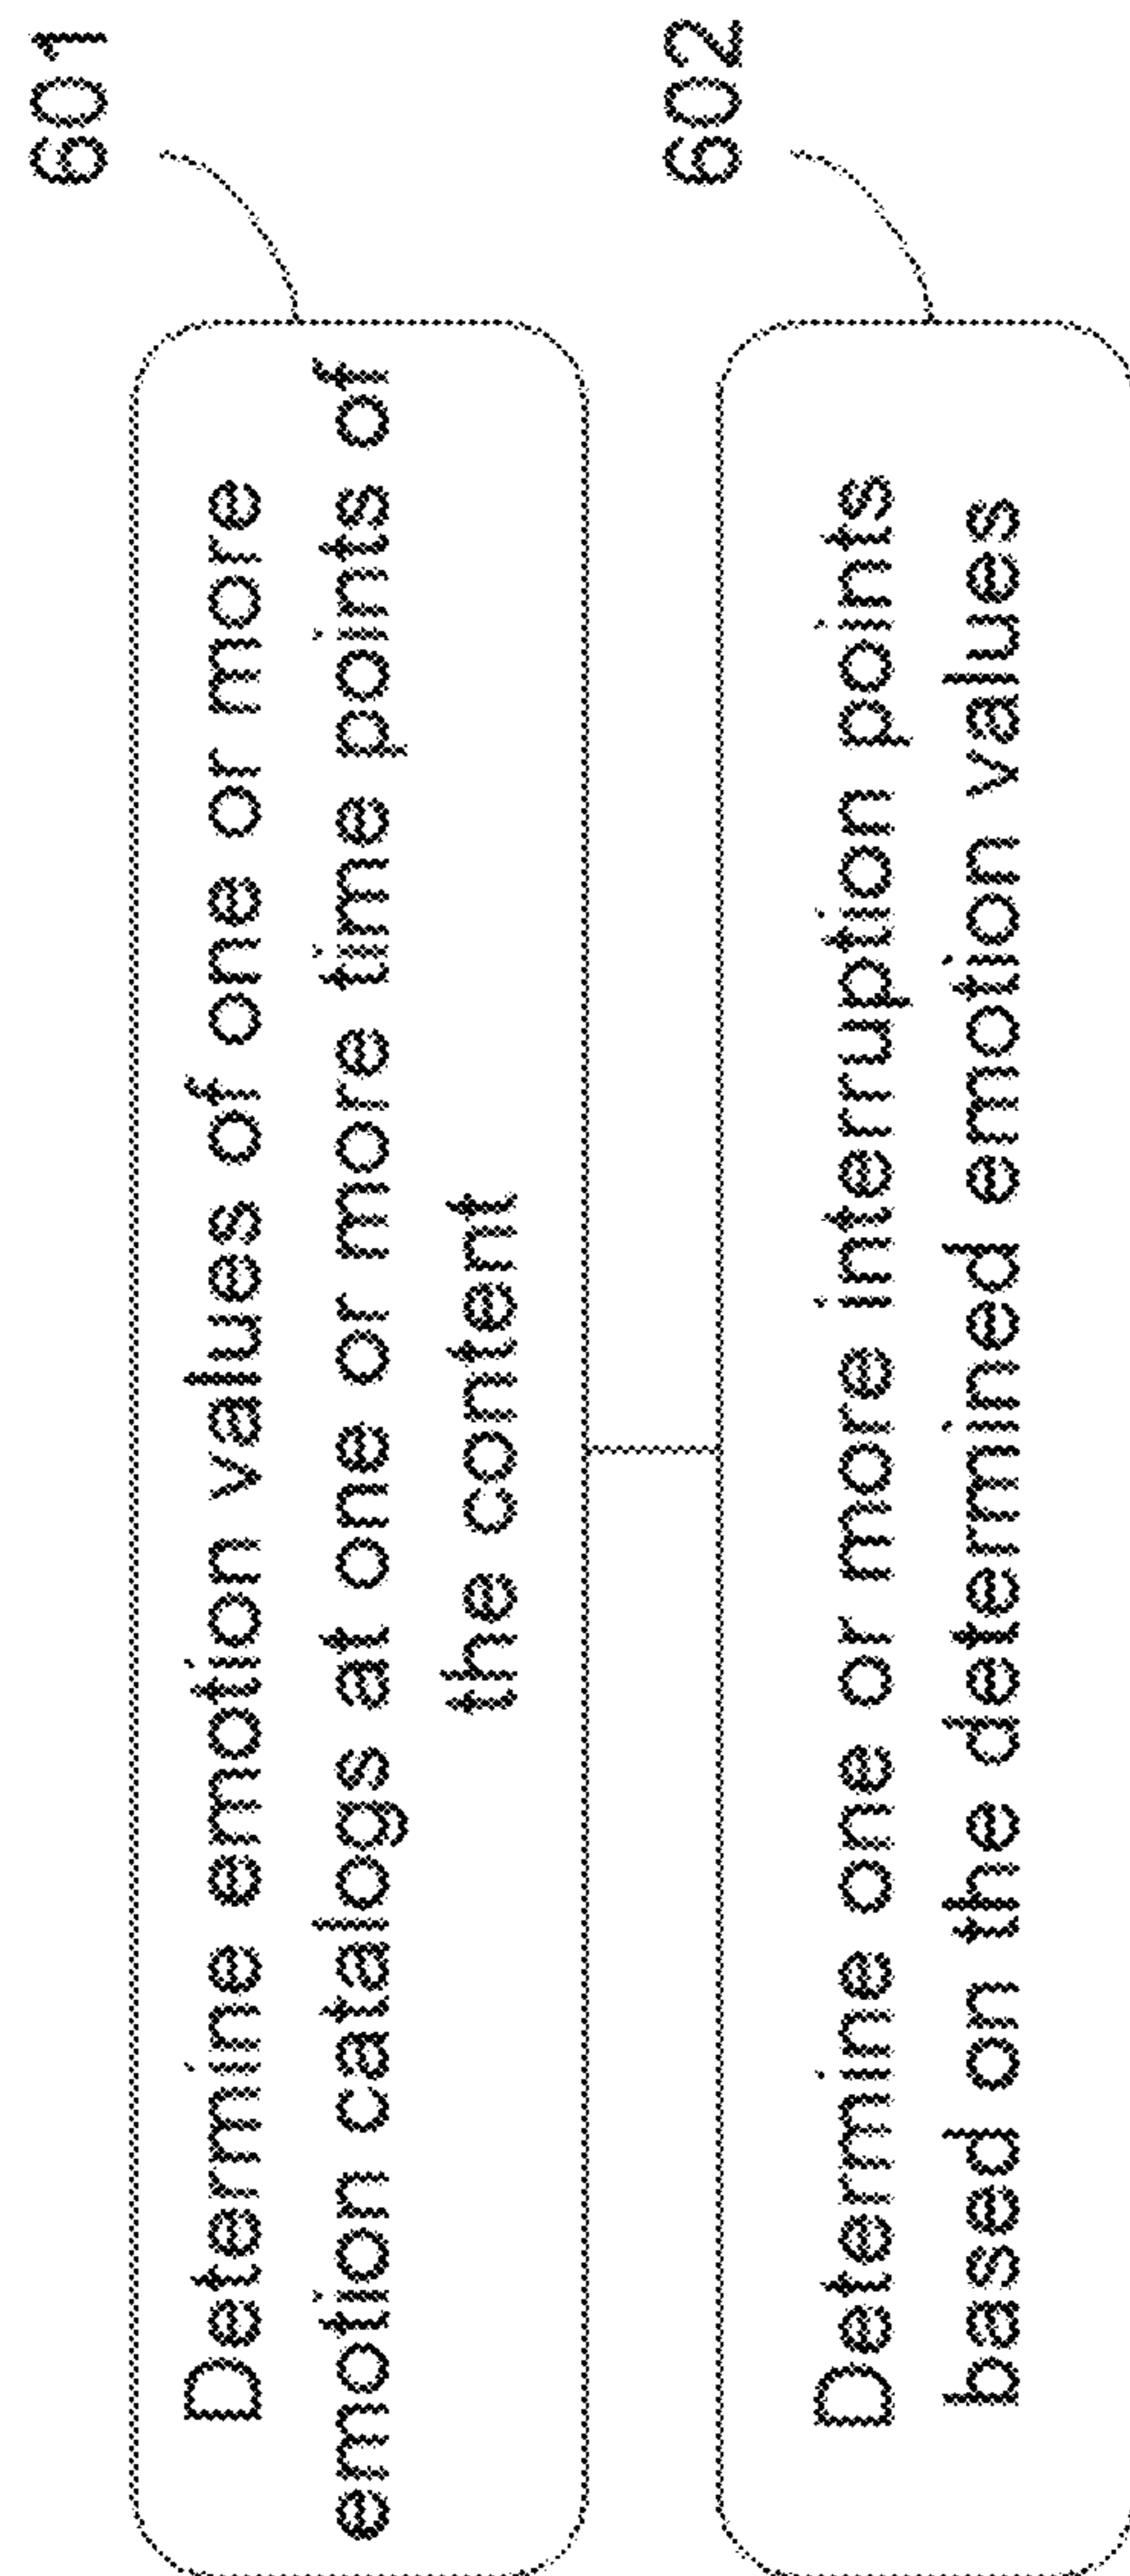 601
Determine emotion values of one or more
emotion catalogs at one or more time points of
the content
602
Determine one or more interruption points
based on the determined emotion values